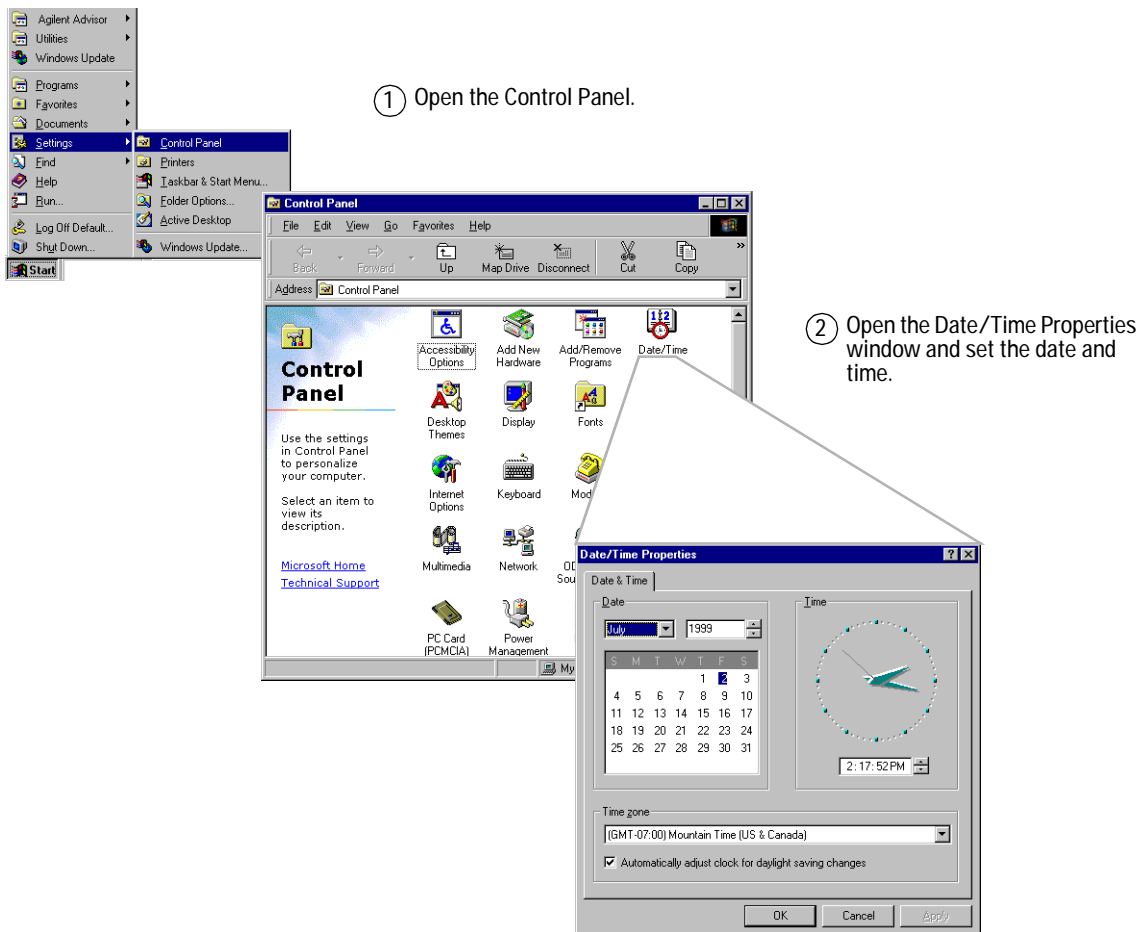 Agilent Advisor
Utilities
Windows Update
Programs
Favorites
Documents
Settings
Find
Help
Run...
Log Off Default...
Shut Down...
Start
Control Panel
Printers
Taskbar & Start Menu...
Folder Options...
Active Desktop
Windows Update...
1 Open the Control Panel.
Control Panel
File Edit View Go Favorites Help
Back Forward Up Map Drive Disconnect Cut Copy
Address Control Panel
Control
Panel
Use the settings
in Control Panel
to personalize
your computer.
Select an item to
view its
description.
Microsoft Home
Technical Support
Accessibility
Options
Add New
Hardware
Add/Remove
Programs
Date/Time
Desktop
Themes
Display
Fonts
Internet
Options
Keyboard
Mod
Multimedia
Network
Sou
PC Card
(PCMCIA)
Power
Management
My
2 Open the Date/Time Properties
window and set the date and
time.
Date/Time Properties
Date & Time
Date
July 1999
S M T W T F S
1 2 3
4 5 6 7 8 9 10
11 12 13 14 15 16 17
18 19 20 21 22 23 24
25 26 27 28 29 30 31
Time
2:17:52PM
Time zone
(GMT-07:00) Mountain Time (US & Canada)
Automatically adjust clock for daylight saving changes
OK Cancel Apply